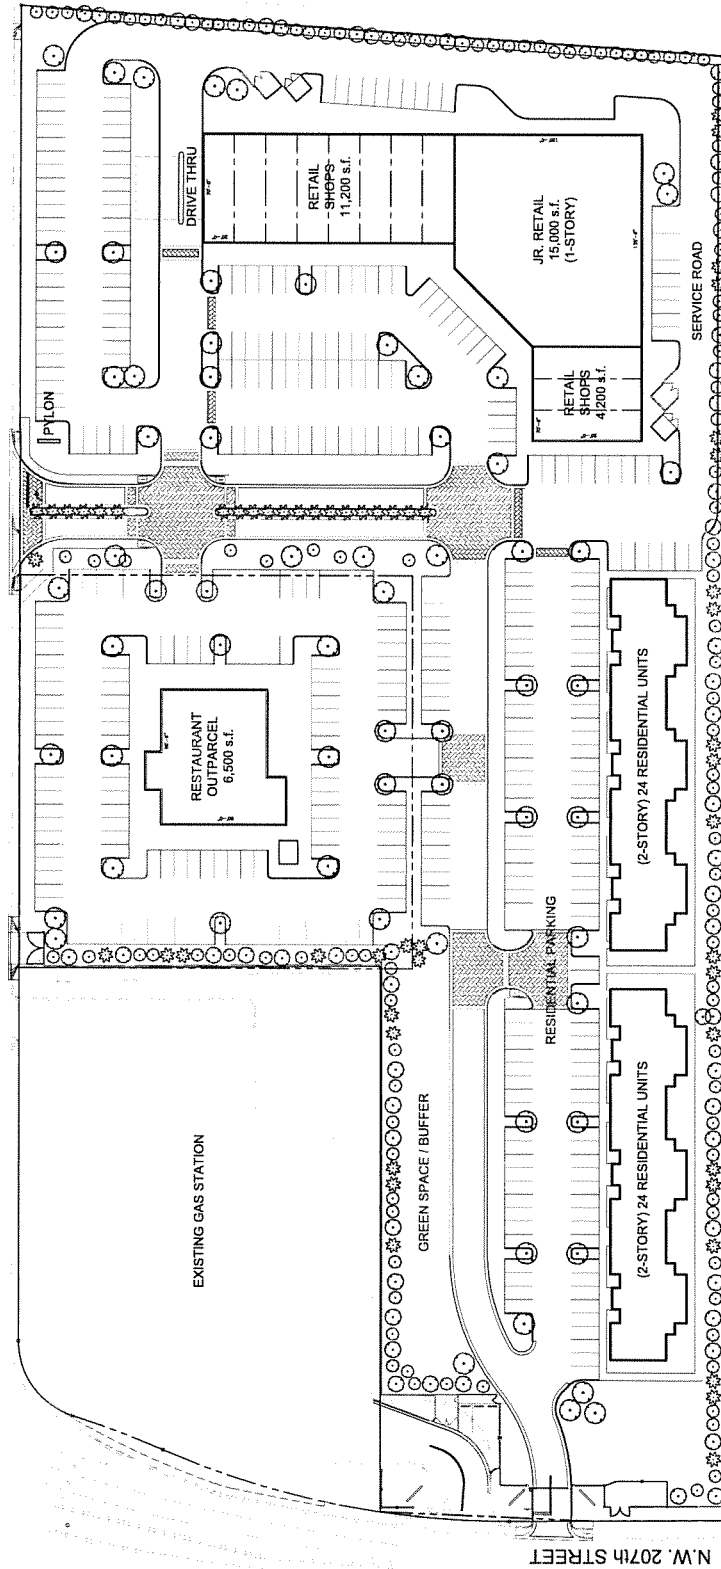 DRIVE THRU
RETAIL
SHOPS
11,200 s.f.
JR. RETAIL
15,000 s.f.
(1-STORY)
SERVICE ROAD
PYLON
RETAIL
SHOPS
4,200 s.f.
RESTAURANT
OUTPARCEL
6,500 s.f.
(2-STORY) 24 RESIDENTIAL UNITS
RESIDENTIAL PARKING
EXISTING GAS STATION
GREEN SPACE / BUFFER
(2-STORY) 24 RESIDENTIAL UNITS
N.W. 207th STREET